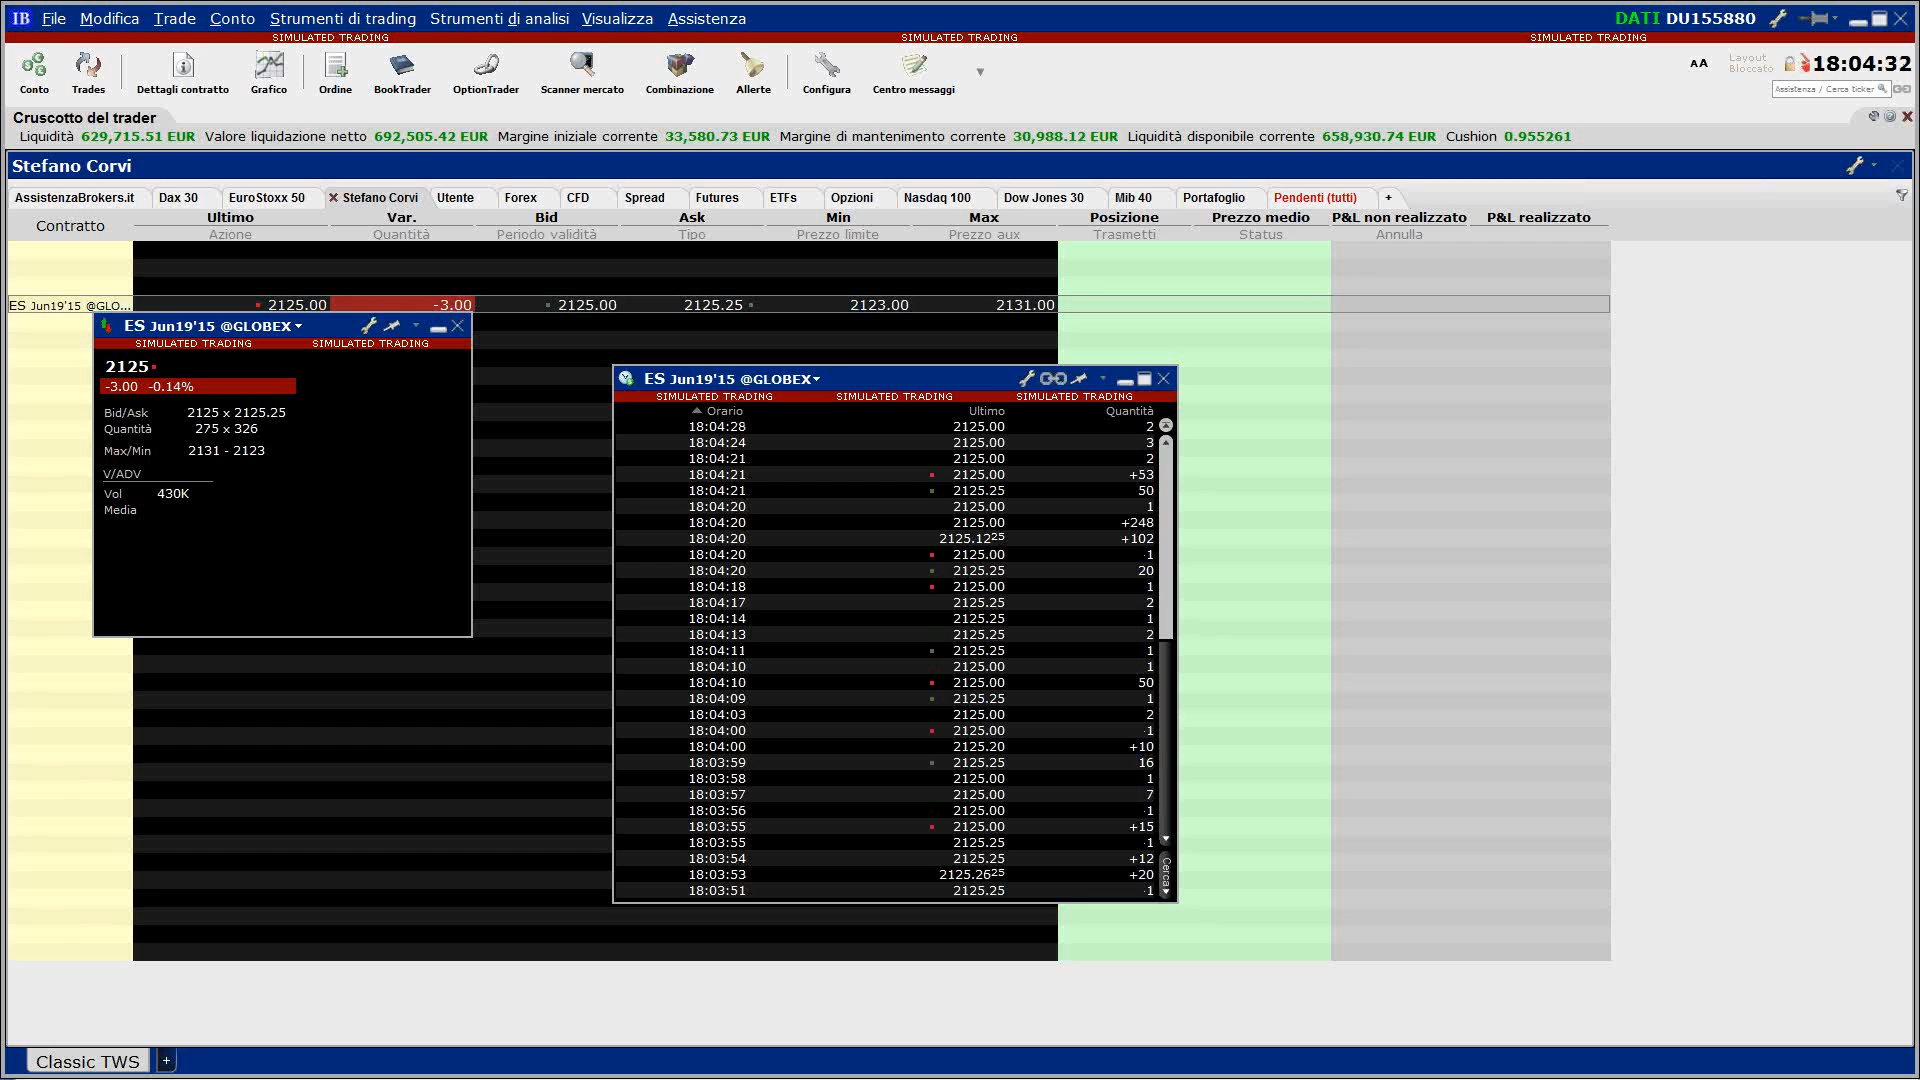 IB File Modifica Trade Conto Strumenti di trading Strumenti di analisi Visualizza Assistenza DATI DU155880
SIMULATED TRADING SIMULATED TRADING SIMULATED TRADING
Conto Trades Dettagli contratto Grafico Ordine BookTrader OptionTrader Scanner mercato Combinazione Allerte Configura Centro messaggi
AA Layout Bloccato 18:04:32
Assistenza / Cerca ticker
Cruscotto del trader
Liquidità 629,715.51 EUR Valore liquidazione netto 692,505.42 EUR Margine iniziale corrente 33,580.73 EUR Margine di mantenimento corrente 30,988.12 EUR Liquidità disponibile corrente 658,930.74 EUR Cushion 0.955261
Stefano Corvi
AssistenzaBrokers.it Dax 30 EuroStoxx 50 Stefano Corvi Utente Forex CFD Spread Futures ETFs Opzioni Nasdaq 100 Dow Jones 30 Mib 40 Portafoglio Pendenti (tutti) +
Contratto Ultimo Var. Bid Ask Min Max Posizione Prezzo medio P&L non realizzato P&L realizzato
Azione Quantità Periodo validità Tipo Prezzo limite Prezzo aux Trasmetti Status Annulla
ES Jun19'15 @GLO... 2125.00 -3.00 2125.00 2125.25 2123.00 2131.00
ES Jun19'15 @GLOBEX
SIMULATED TRADING SIMULATED TRADING
2125
-3.00 -0.14%
Bid/Ask 2125 x 2125.25
Quantità 275 x 326
Max/Min 2131 - 2123
V/ADV
Vol 430K
Media
ES Jun19'15 @GLOBEX
SIMULATED TRADING SIMULATED TRADING SIMULATED TRADING
Orario Ultimo Quantità
18:04:28 2125.00 2
18:04:24 2125.00 3
18:04:21 2125.00 2
18:04:21 2125.00 +53
18:04:21 2125.25 50
18:04:20 2125.00 1
18:04:20 2125.00 +248
18:04:20 2125.1225 +102
18:04:20 2125.00 1
18:04:20 2125.25 20
18:04:18 2125.00 1
18:04:17 2125.25 2
18:04:14 2125.25 1
18:04:13 2125.25 2
18:04:11 2125.25 1
18:04:10 2125.00 1
18:04:10 2125.00 50
18:04:09 2125.25 1
18:04:03 2125.00 2
18:04:00 2125.00 1
18:04:00 2125.20 +10
18:03:59 2125.25 16
18:03:58 2125.00 1
18:03:57 2125.00 7
18:03:56 2125.00 1
18:03:55 2125.00 +15
18:03:55 2125.25 1
18:03:54 2125.25 +12
18:03:53 2125.2625 +20
18:03:51 2125.25 1
Cerca
Classic TWS +